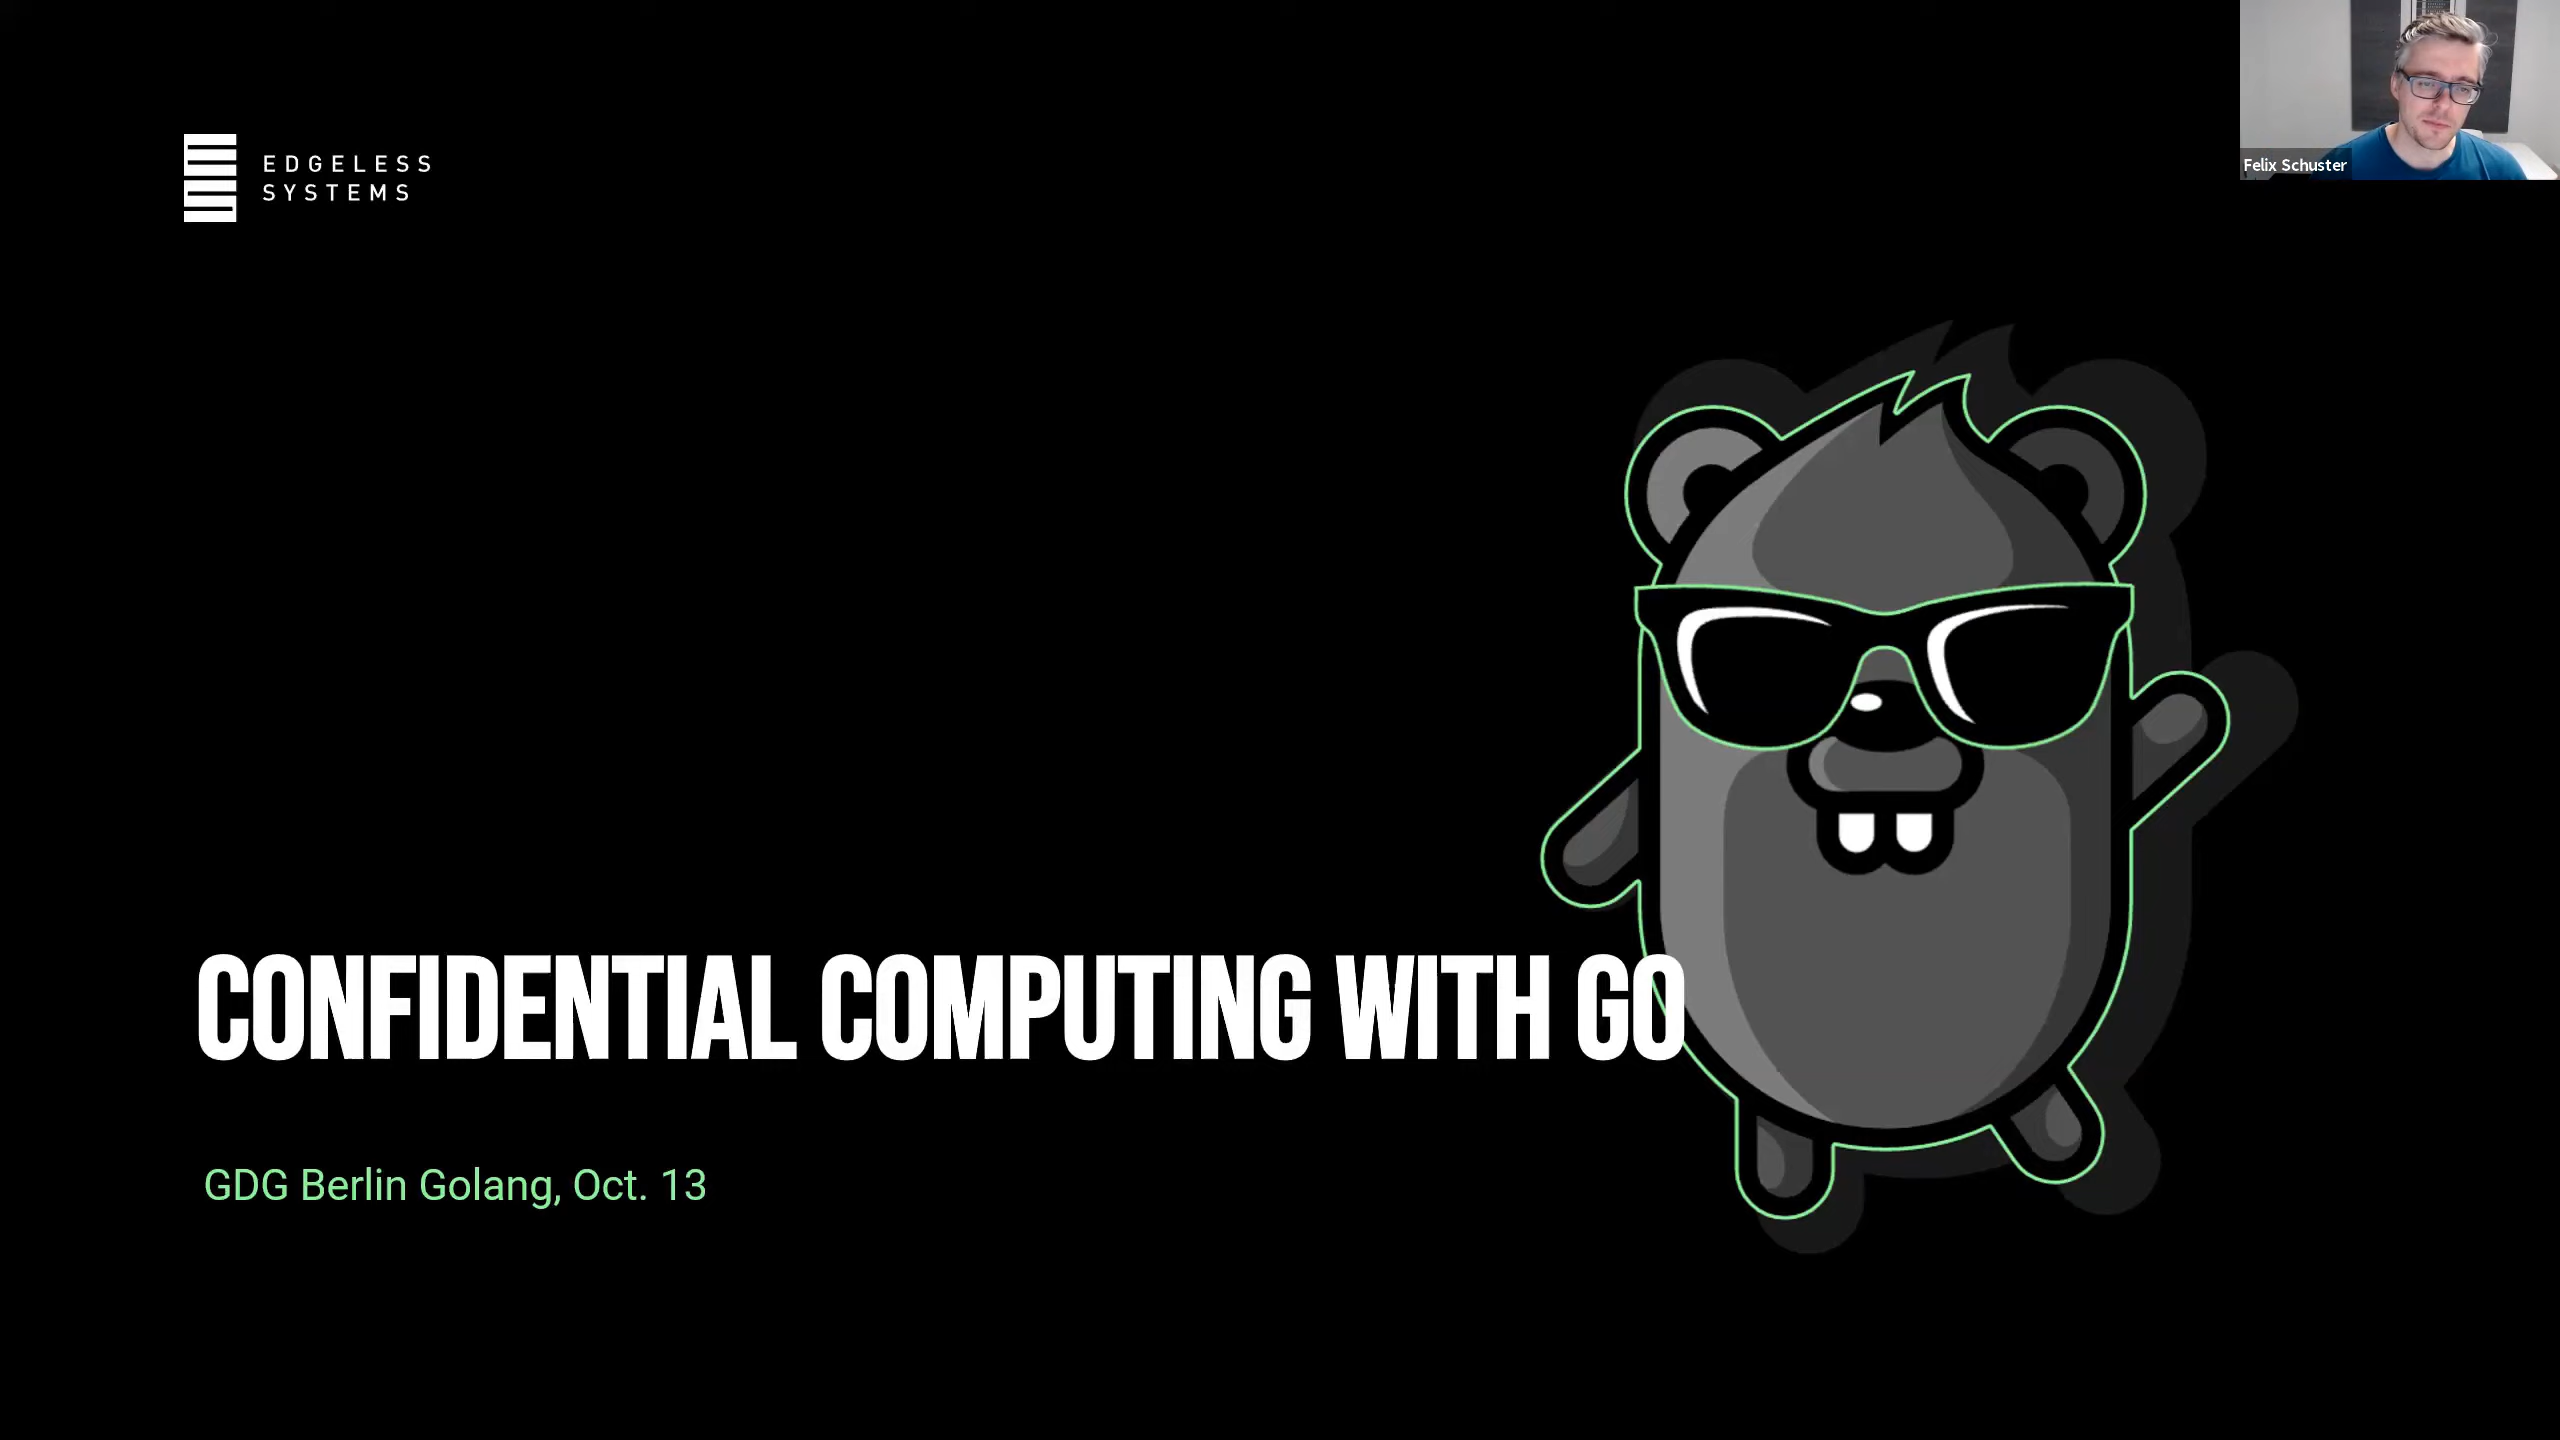 EDGELESS
SYSTEMS
Felix Schuster
CONFIDENTIAL COMPUTING WITH GO
GDG Berlin Golang, Oct. 13